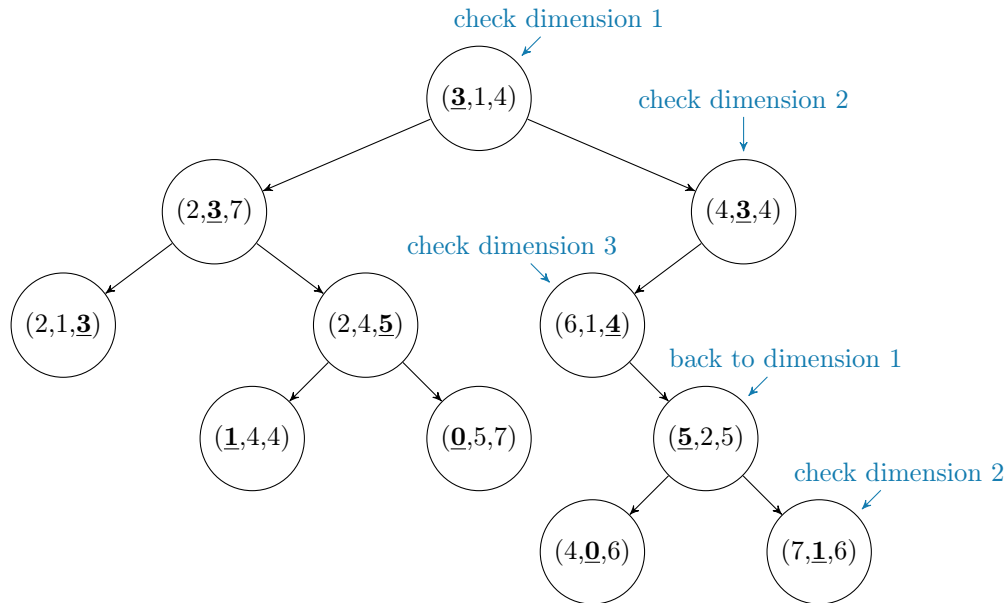 check dimension 1
(3,1,4)
check dimension 2
(2,3,7)
(4,3,4)
check dimension 3
(2,1,3)
(2,4,5)
(6,1,4)
back to dimension 1
(1,4,4)
(0,5,7)
(5,2,5)
check dimension 2
(4,0,6)
(7,1,6)